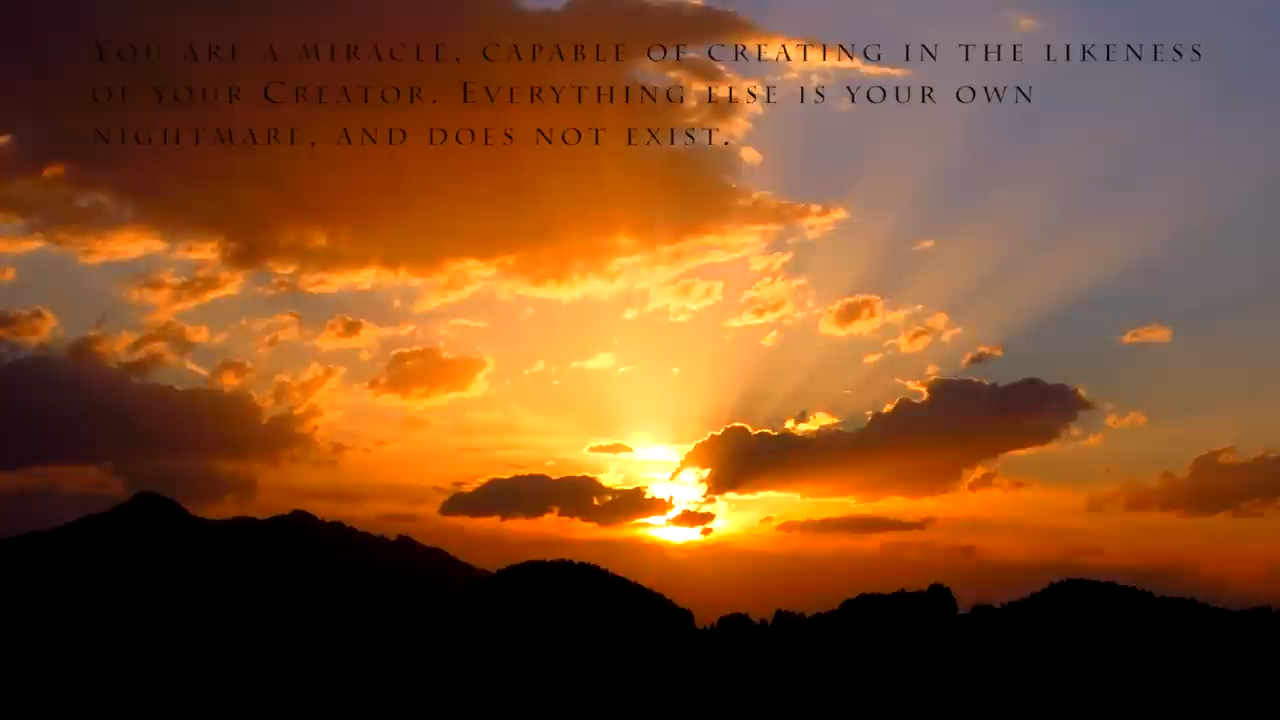 You are a miracle, capable of creating in the likeness
of your Creator. Everything else is your own
nightmare, and does not exist.